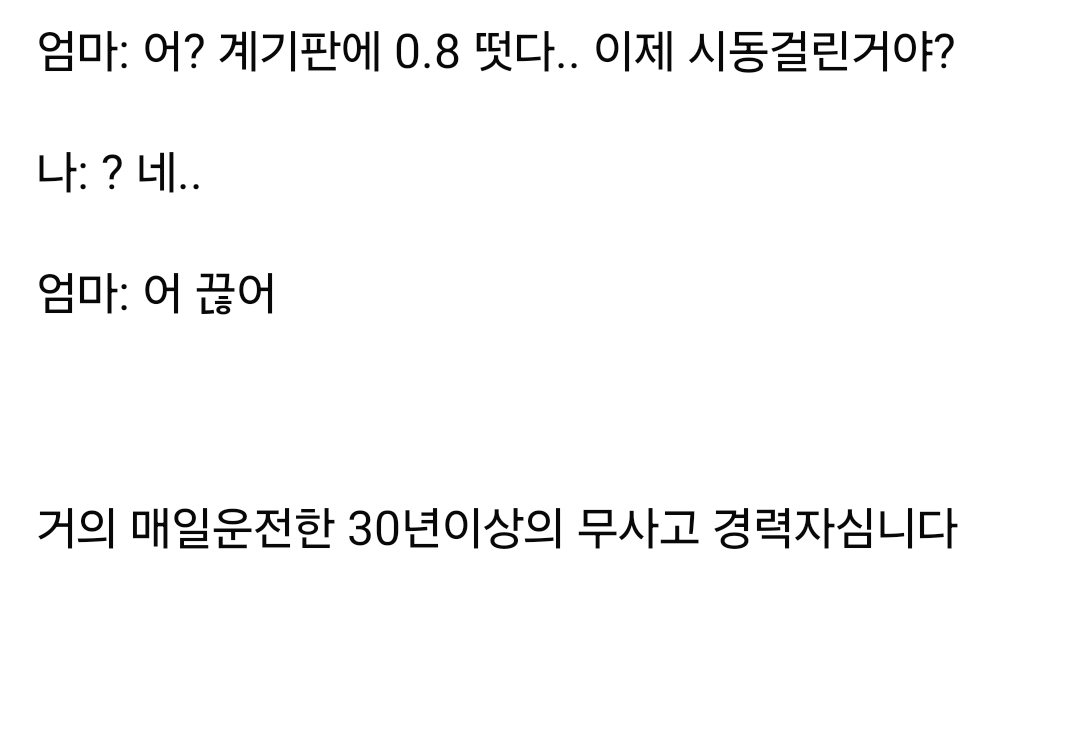 엄마: 어? 계기판에 0.8 떳다.. 이제 시동걸린거야?
나: ? 네..
엄마: 어 끊어
거의 매일운전한 30년이상의 무사고 경력자심니다